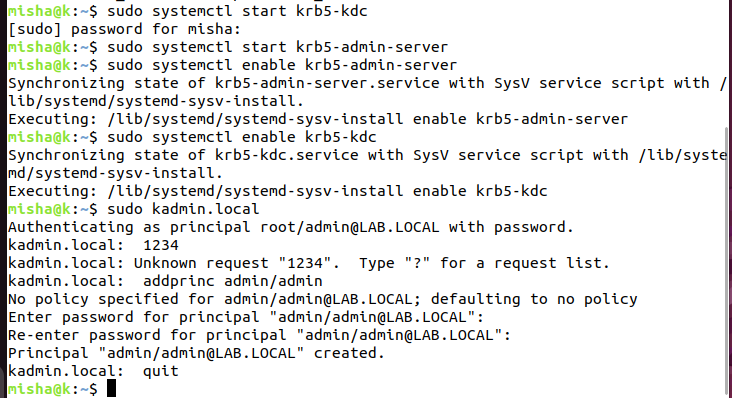 misha@k:~$ sudo systemctl start krb5-kdc
[sudo] password for misha:
misha@k:~$ sudo systemctl start krb5-admin-server
misha@k:~$ sudo systemctl enable krb5-admin-server
Synchronizing state of krb5-admin-server.service with SysV service script with /
lib/systemd/systemd-sysv-install.
Executing: /lib/systemd/systemd-sysv-install enable krb5-admin-server
misha@k:~$ sudo systemctl enable krb5-kdc
Synchronizing state of krb5-kdc.service with SysV service script with /lib/syste
md/systemd-sysv-install.
Executing: /lib/systemd/systemd-sysv-install enable krb5-kdc
misha@k:~$ sudo kadmin.local
Authenticating as principal root/admin@LAB.LOCAL with password.
kadmin.local:  1234
kadmin.local: Unknown request "1234".  Type "?" for a request list.
kadmin.local:  addprinc admin/admin
No policy specified for admin/admin@LAB.LOCAL; defaulting to no policy
Enter password for principal "admin/admin@LAB.LOCAL":
Re-enter password for principal "admin/admin@LAB.LOCAL":
Principal "admin/admin@LAB.LOCAL" created.
kadmin.local:  quit
misha@k:~$